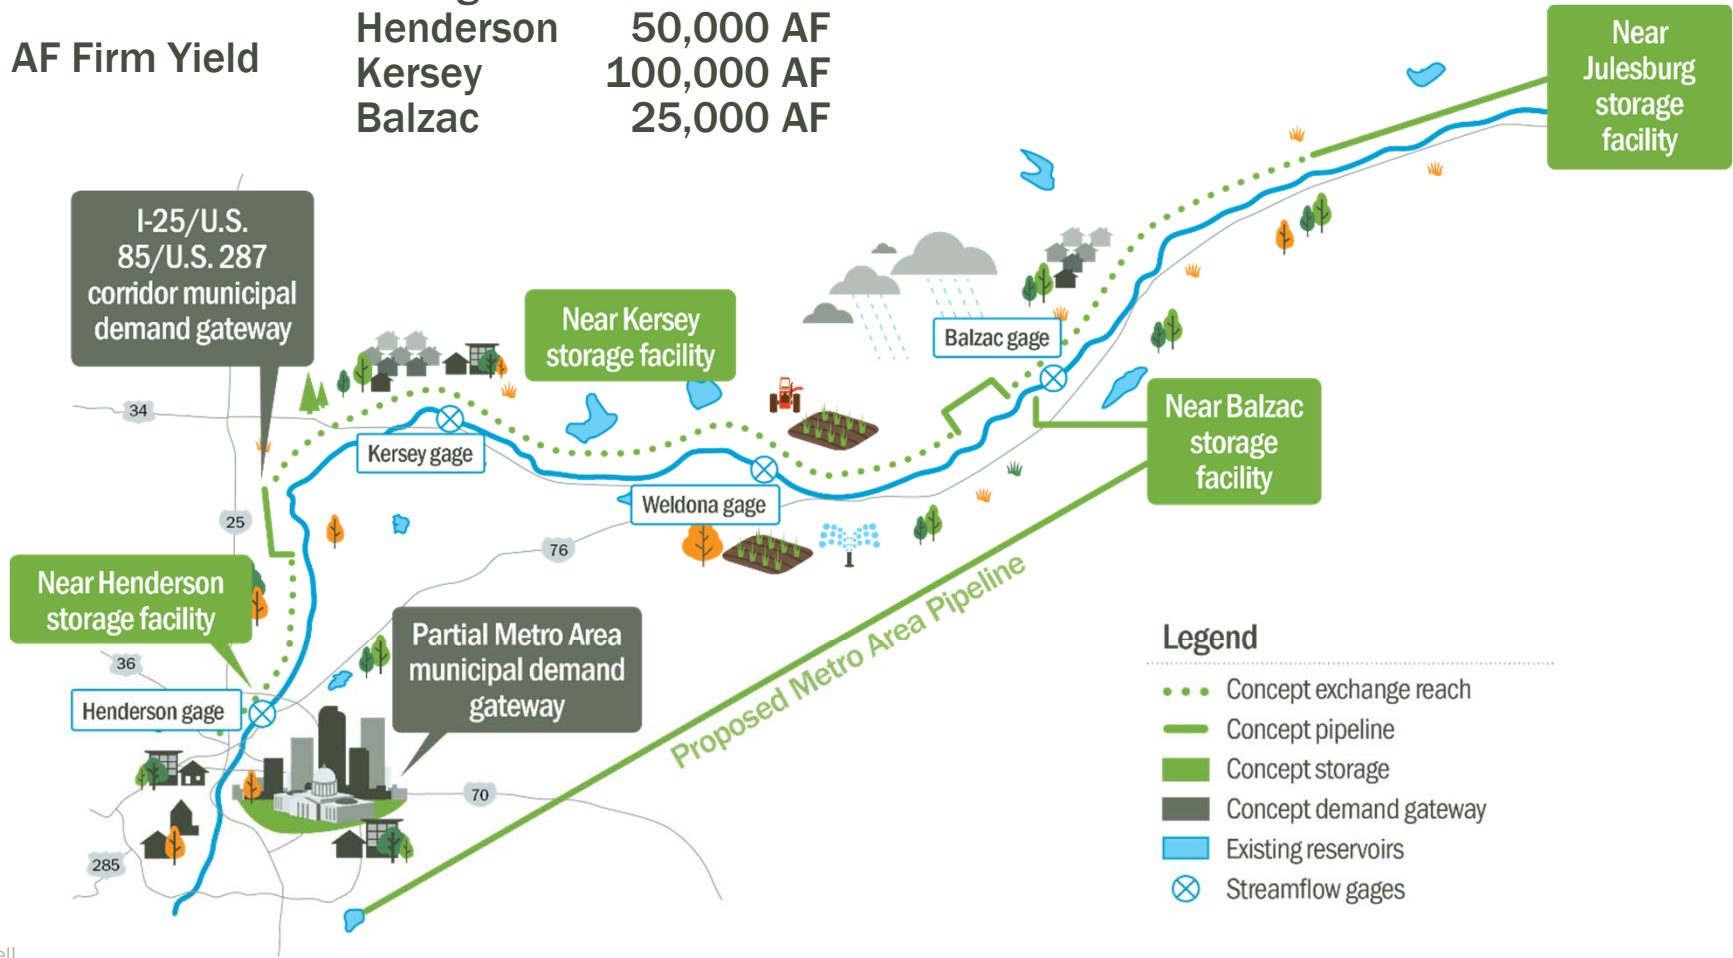 AF Firm Yield
Henderson 50,000 AF
Kersey 100,000 AF
Balzac 25,000 AF
Near
Julesburg
storage
facility
I-25/U.S.
85/U.S. 287
corridor municipal
demand gateway
Near Kersey
storage facility
Balzac gage
34
Kersey gage
Near Balzac
storage
facility
Weldona gage
25
76
Near Henderson
storage facility
Partial Metro Area
municipal demand
gateway
Proposed Metro Area Pipeline
36
Henderson gage
70
285
Legend
Concept exchange reach
Concept pipeline
Concept storage
Concept demand gateway
Existing reservoirs
Streamflow gages